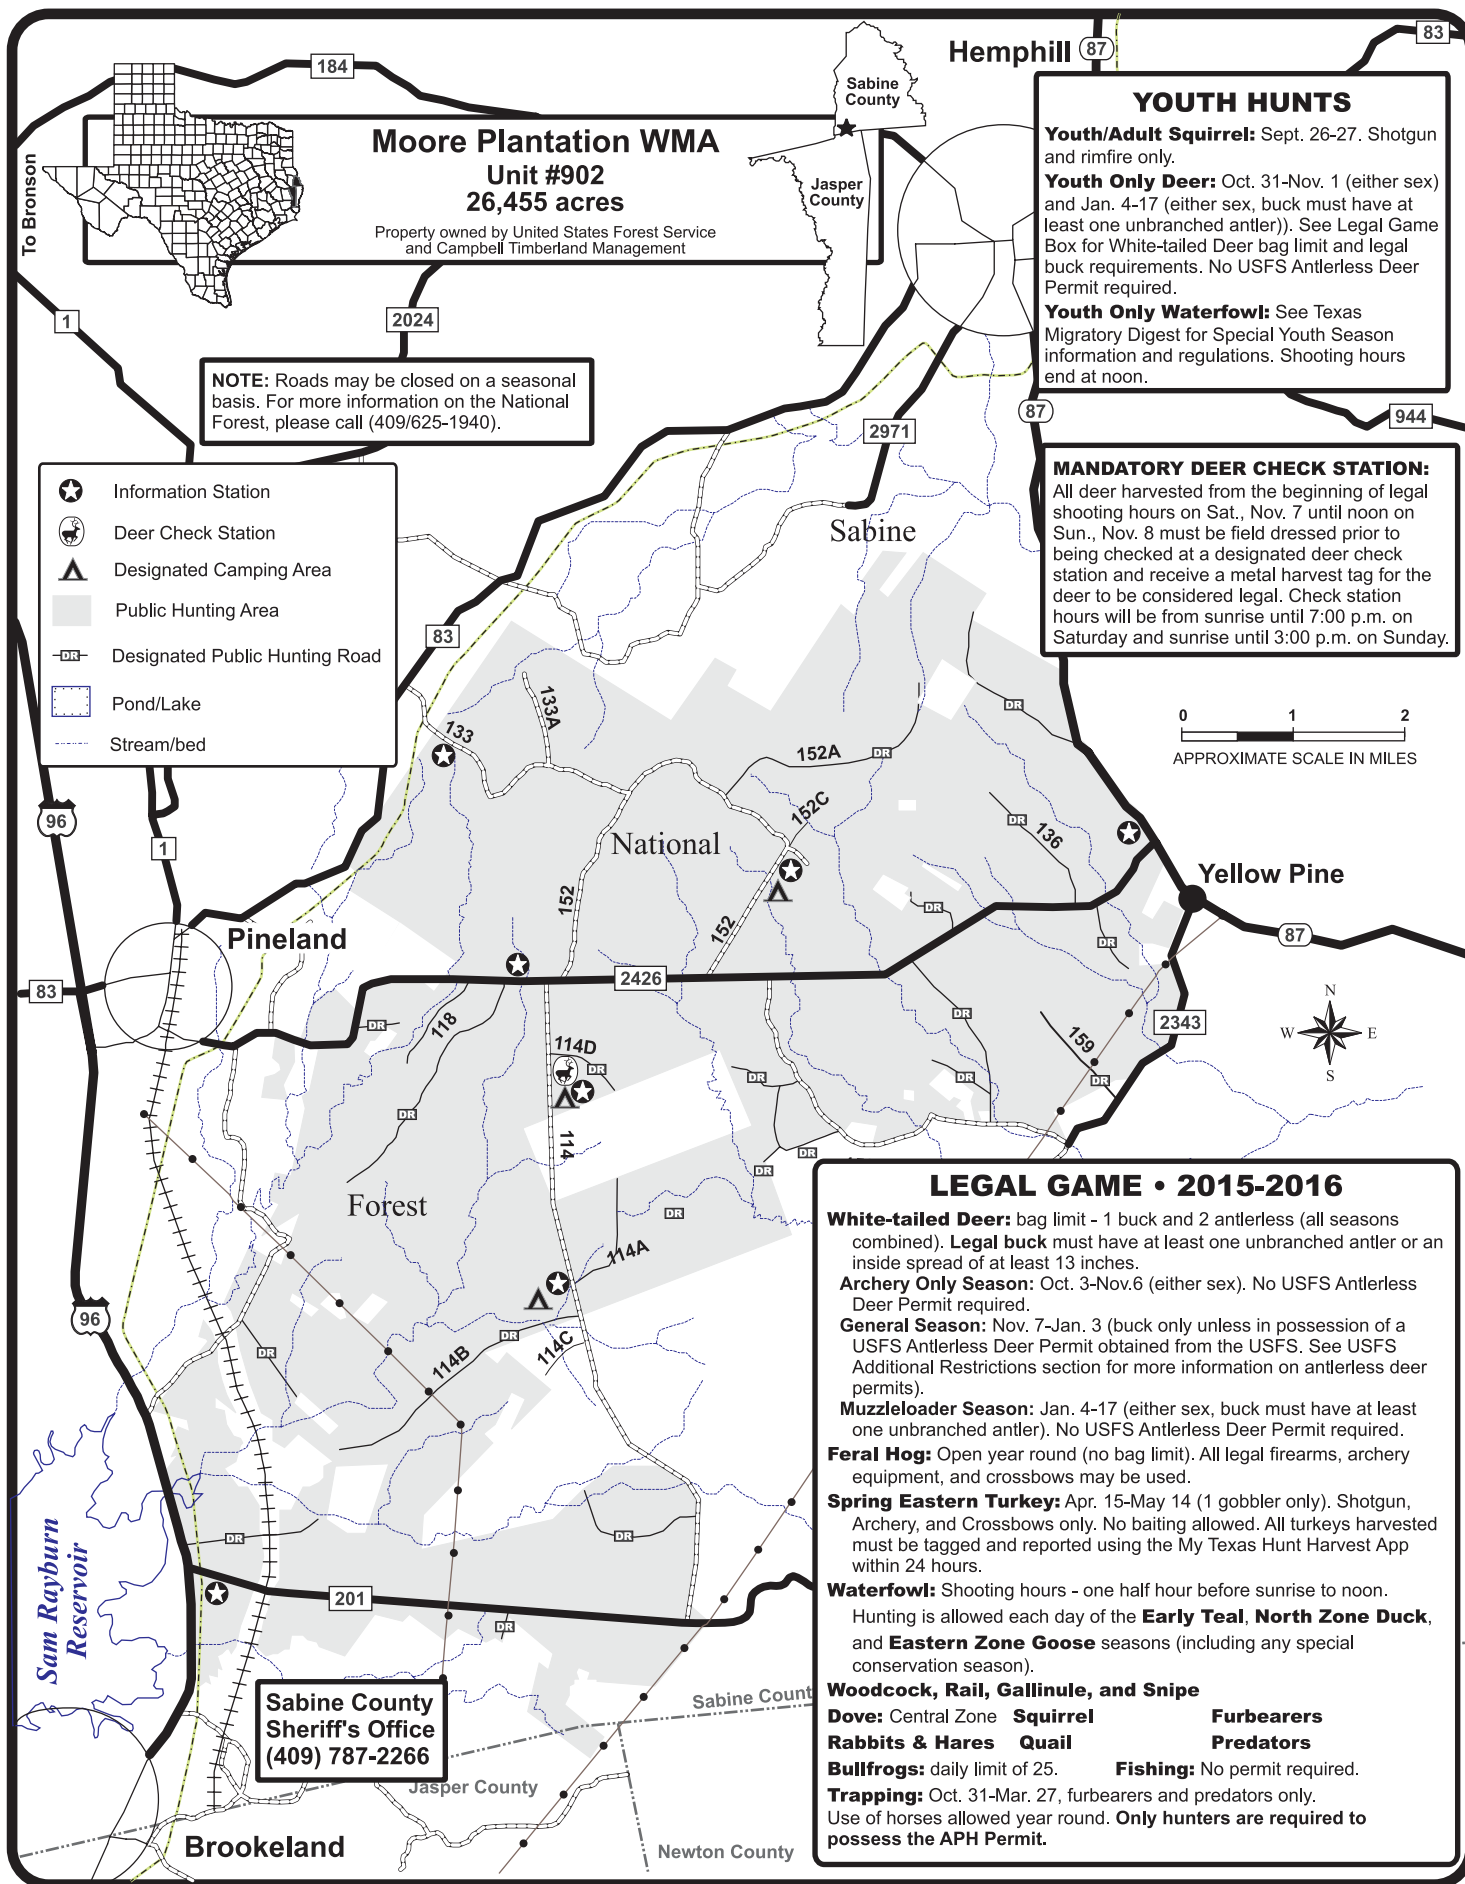 Hemphill
87
83
184
To Bronson
Moore Plantation WMA
Unit #902
26,455 acres
Property owned by United States Forest Service
and Campbell Timberland Management
Sabine
County
Jasper
County
YOUTH HUNTS
Youth/Adult Squirrel: Sept. 26-27. Shotgun
and rimfire only.
Youth Only Deer: Oct. 31-Nov. 1 (either sex)
and Jan. 4-17 (either sex, buck must have at
least one unbranched antler)). See Legal Game
Box for White-tailed Deer bag limit and legal
buck requirements. No USFS Antlerless Deer
Permit required.
Youth Only Waterfowl: See Texas
Migratory Digest for Special Youth Season
information and regulations. Shooting hours
end at noon.
1
2024
NOTE: Roads may be closed on a seasonal
basis. For more information on the National
Forest, please call (409/625-1940).
2971
87
944
MANDATORY DEER CHECK STATION:
All deer harvested from the beginning of legal
shooting hours on Sat., Nov. 7 until noon on
Sun., Nov. 8 must be field dressed prior to
being checked at a designated deer check
station and receive a metal harvest tag for the
deer to be considered legal. Check station
hours will be from sunrise until 7:00 p.m. on
Saturday and sunrise until 3:00 p.m. on Sunday.
Information Station
Deer Check Station
Designated Camping Area
Public Hunting Area
DR Designated Public Hunting Road
Pond/Lake
Stream/bed
Sabine
83
133A
133
DR
152A
DR
0 1 2
APPROXIMATE SCALE IN MILES
96
1
152C
DR
136
National
Yellow Pine
152
152
DR
DR
87
Pineland
83
2426
DR
118
DR
2343
159
N
W E
S
114D
DR
DR
DR
DR
DR
114
DR
DR
Forest
DR
114A
96
DR
DR
114B
114C
LEGAL GAME • 2015-2016
White-tailed Deer: bag limit - 1 buck and 2 antlerless (all seasons
combined). Legal buck must have at least one unbranched antler or an
inside spread of at least 13 inches.
Archery Only Season: Oct. 3-Nov.6 (either sex). No USFS Antlerless
Deer Permit required.
General Season: Nov. 7-Jan. 3 (buck only unless in possession of a
USFS Antlerless Deer Permit obtained from the USFS. See USFS
Additional Restrictions section for more information on antlerless deer
permits).
Muzzleloader Season: Jan. 4-17 (either sex, buck must have at least
one unbranched antler). No USFS Antlerless Deer Permit required.
Feral Hog: Open year round (no bag limit). All legal firearms, archery
equipment, and crossbows may be used.
Spring Eastern Turkey: Apr. 15-May 14 (1 gobbler only). Shotgun,
Archery, and Crossbows only. No baiting allowed. All turkeys harvested
must be tagged and reported using the My Texas Hunt Harvest App
within 24 hours.
Waterfowl: Shooting hours - one half hour before sunrise to noon.
Hunting is allowed each day of the Early Teal, North Zone Duck,
and Eastern Zone Goose seasons (including any special
conservation season).
Woodcock, Rail, Gallinule, and Snipe
Dove: Central Zone Squirrel Furbearers
Rabbits & Hares Quail Predators
Bullfrogs: daily limit of 25. Fishing: No permit required.
Trapping: Oct. 31-Mar. 27, furbearers and predators only.
Use of horses allowed year round. Only hunters are required to
possess the APH Permit.
DR
DR
Sam Rayburn
Reservoir
201
DR
Sabine County
Sheriff's Office
(409) 787-2266
Sabine Count
Jasper County
Newton County
Brookeland